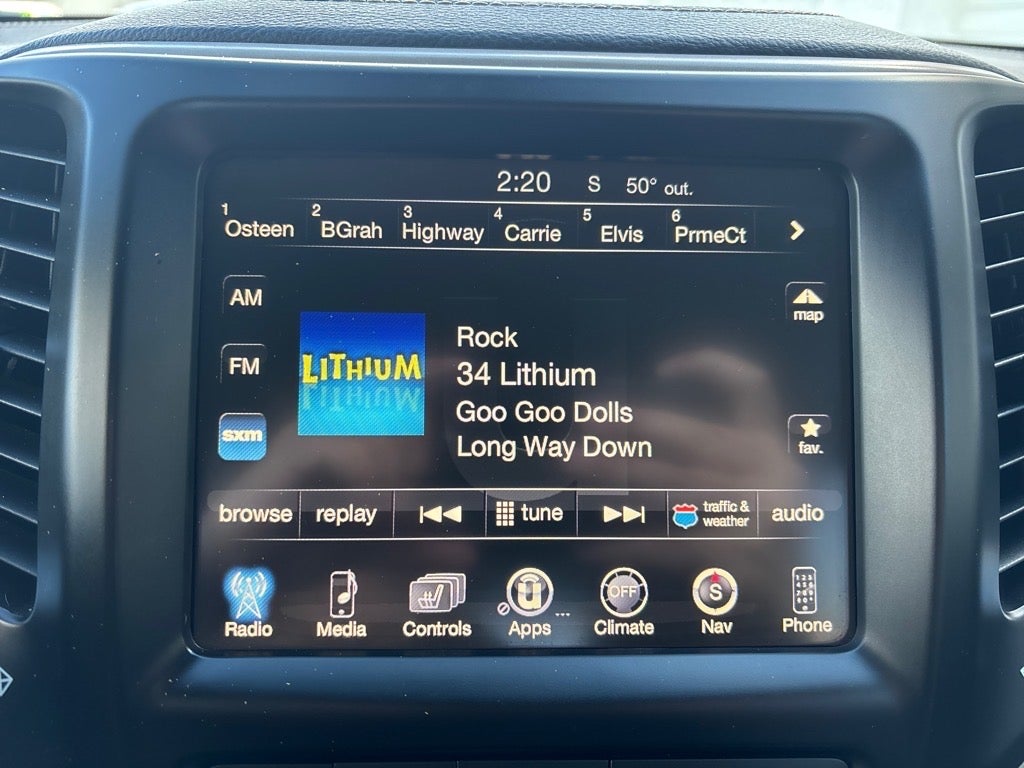 2:20 S 50° out.
1 Osteen 2 BGrah 3 Highway 4 Carrie 5 Elvis 6 PrmeCt
AM
map
FM
LITHIUM
Rock
34 Lithium
Goo Goo Dolls
Long Way Down
sxm
fav.
browse replay tune traffic & weather audio
OFF S
Radio Media Controls Apps Climate Nav Phone